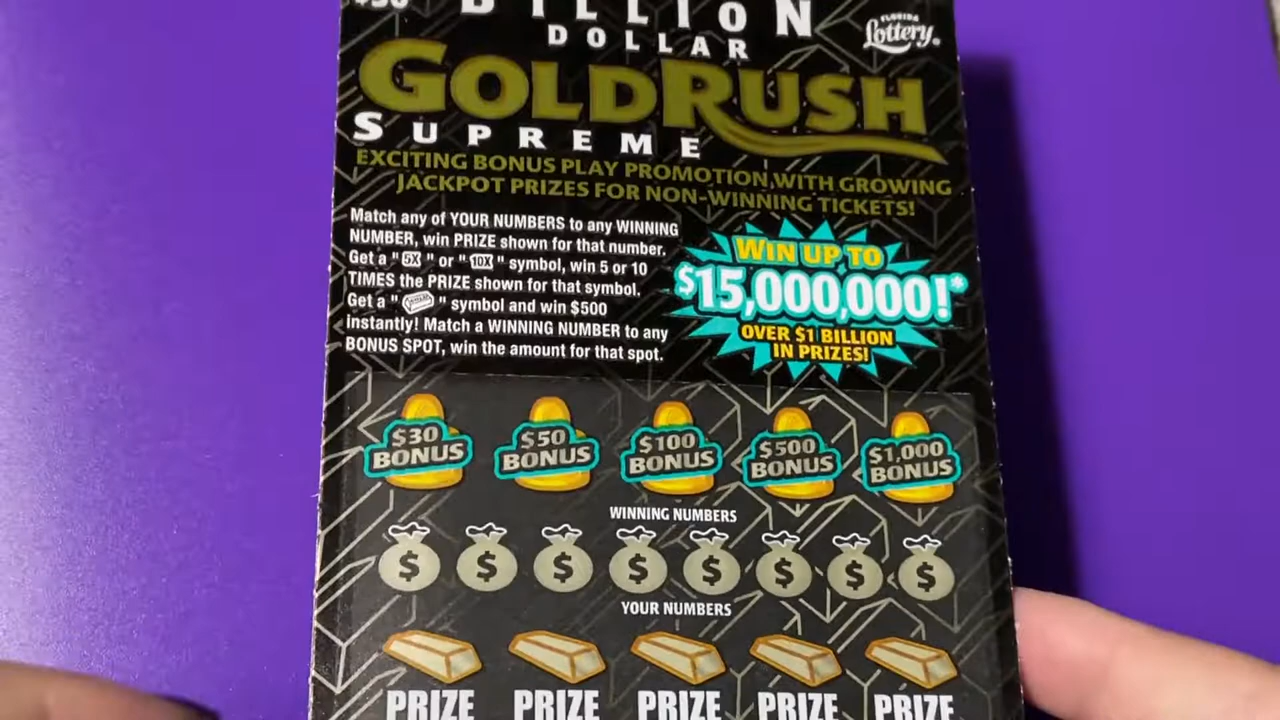 $30
BILLION
DOLLAR
FLORIDA
Lottery®
GOLDRUSH
SUPREME
EXCITING BONUS PLAY PROMOTION WITH GROWING
JACKPOT PRIZES FOR NON-WINNING TICKETS!
Match any of YOUR NUMBERS to any WINNING
NUMBER, win PRIZE shown for that number.
Get a "5X" or "10X" symbol, win 5 or 10
TIMES the PRIZE shown for that symbol.
Get a " " symbol and win $500
instantly! Match a WINNING NUMBER to any
BONUS SPOT, win the amount for that spot.
WIN UP TO
$15,000,000!*
OVER $1 BILLION
IN PRIZES!
$30 BONUS
$50 BONUS
$100 BONUS
$500 BONUS
$1,000 BONUS
WINNING NUMBERS
$ $ $ $ $ $ $ $
YOUR NUMBERS
PRIZE PRIZE PRIZE PRIZE PRIZE